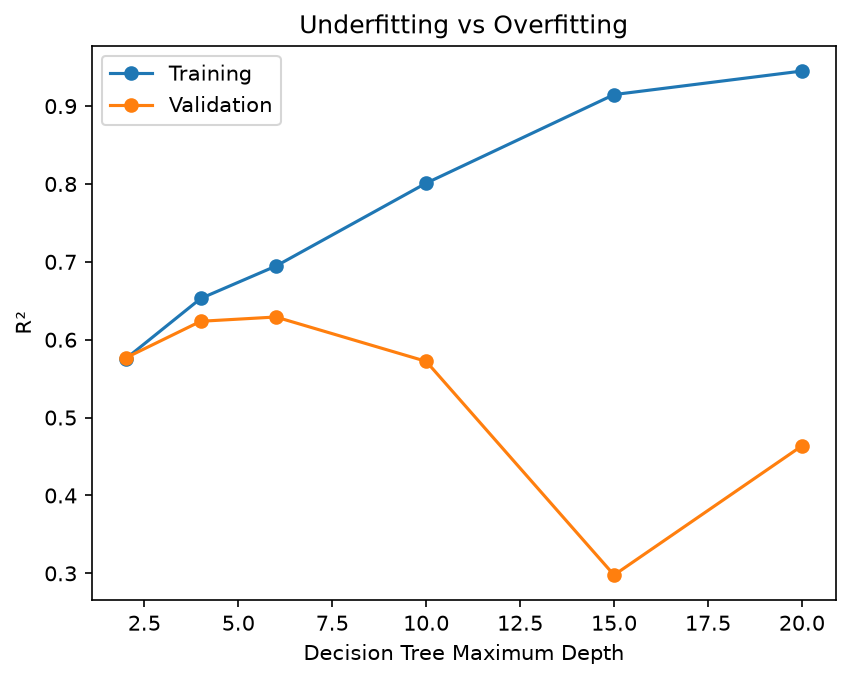 Underfitting vs Overfitting
Training
Validation
0.9
0.8
0.7
0.6
0.5
0.4
0.3
R²
2.5 5.0 7.5 10.0 12.5 15.0 17.5 20.0
Decision Tree Maximum Depth